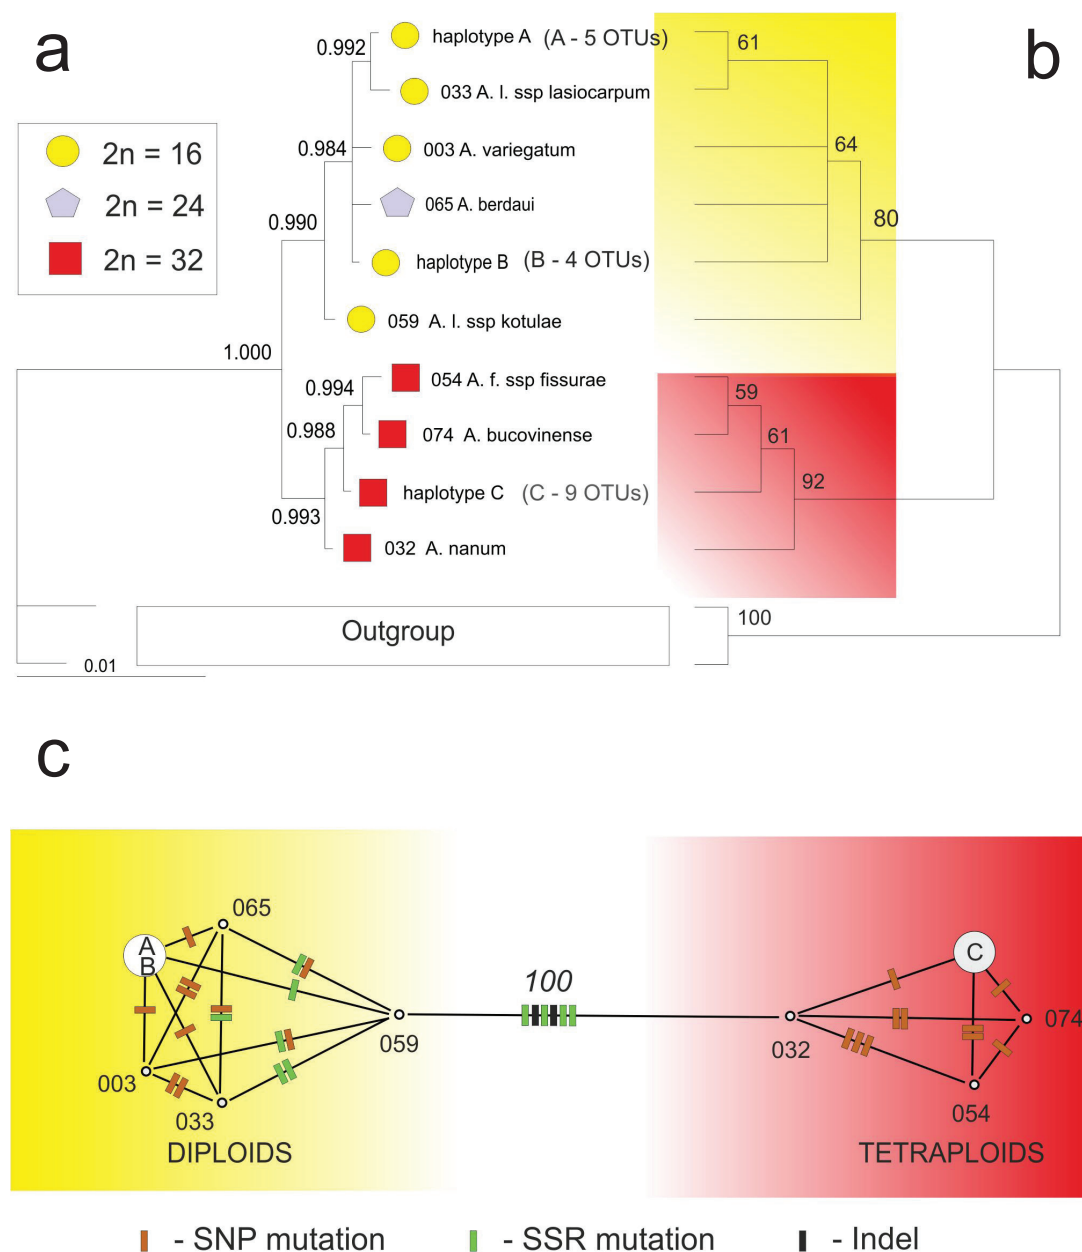 a
b
2n = 16
2n = 24
2n = 32
0.992
haplotype A (A - 5 OTUs)
61
033 A. l. ssp lasiocarpum
0.984
003 A. variegatum
64
065 A. berdaui
0.990
80
haplotype B (B - 4 OTUs)
059 A. l. ssp kotulae
1.000
0.994
054 A. f. ssp fissurae
59
0.988
074 A. bucovinense
61
haplotype C (C - 9 OTUs)
92
0.993
032 A. nanum
Outgroup
100
0.01
c
065
A
B
C
100
059
032
074
003
033
054
DIPLOIDS
TETRAPLOIDS
- SNP mutation
- SSR mutation
- Indel